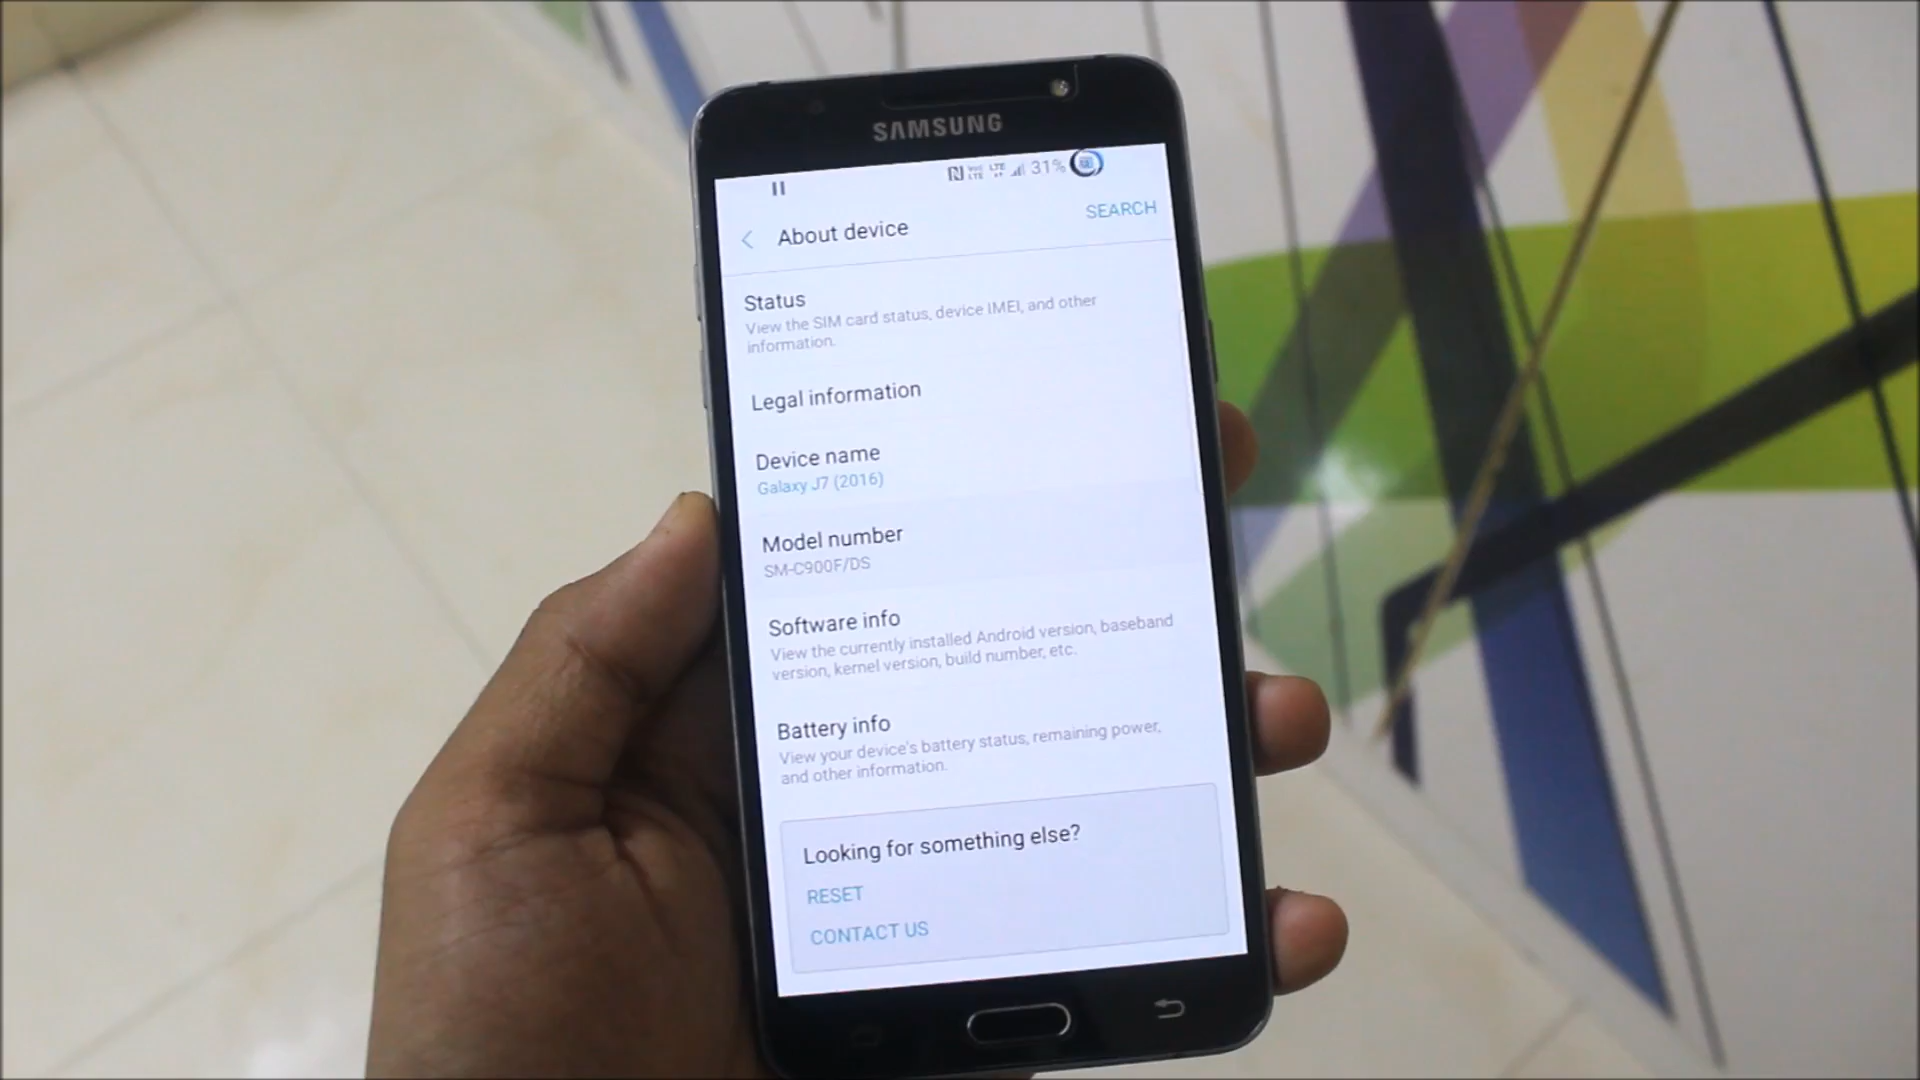 SAMSUNG
31%
SEARCH
About device
Status
View the SIM card status, device IMEI, and other
information.
Legal information
Device name
Galaxy J7 (2016)
Model number
SM-C900F/DS
Software info
View the currently installed Android version, baseband
version, kernel version, build number, etc.
Battery info
View your device's battery status, remaining power,
and other information.
Looking for something else?
RESET
CONTACT US